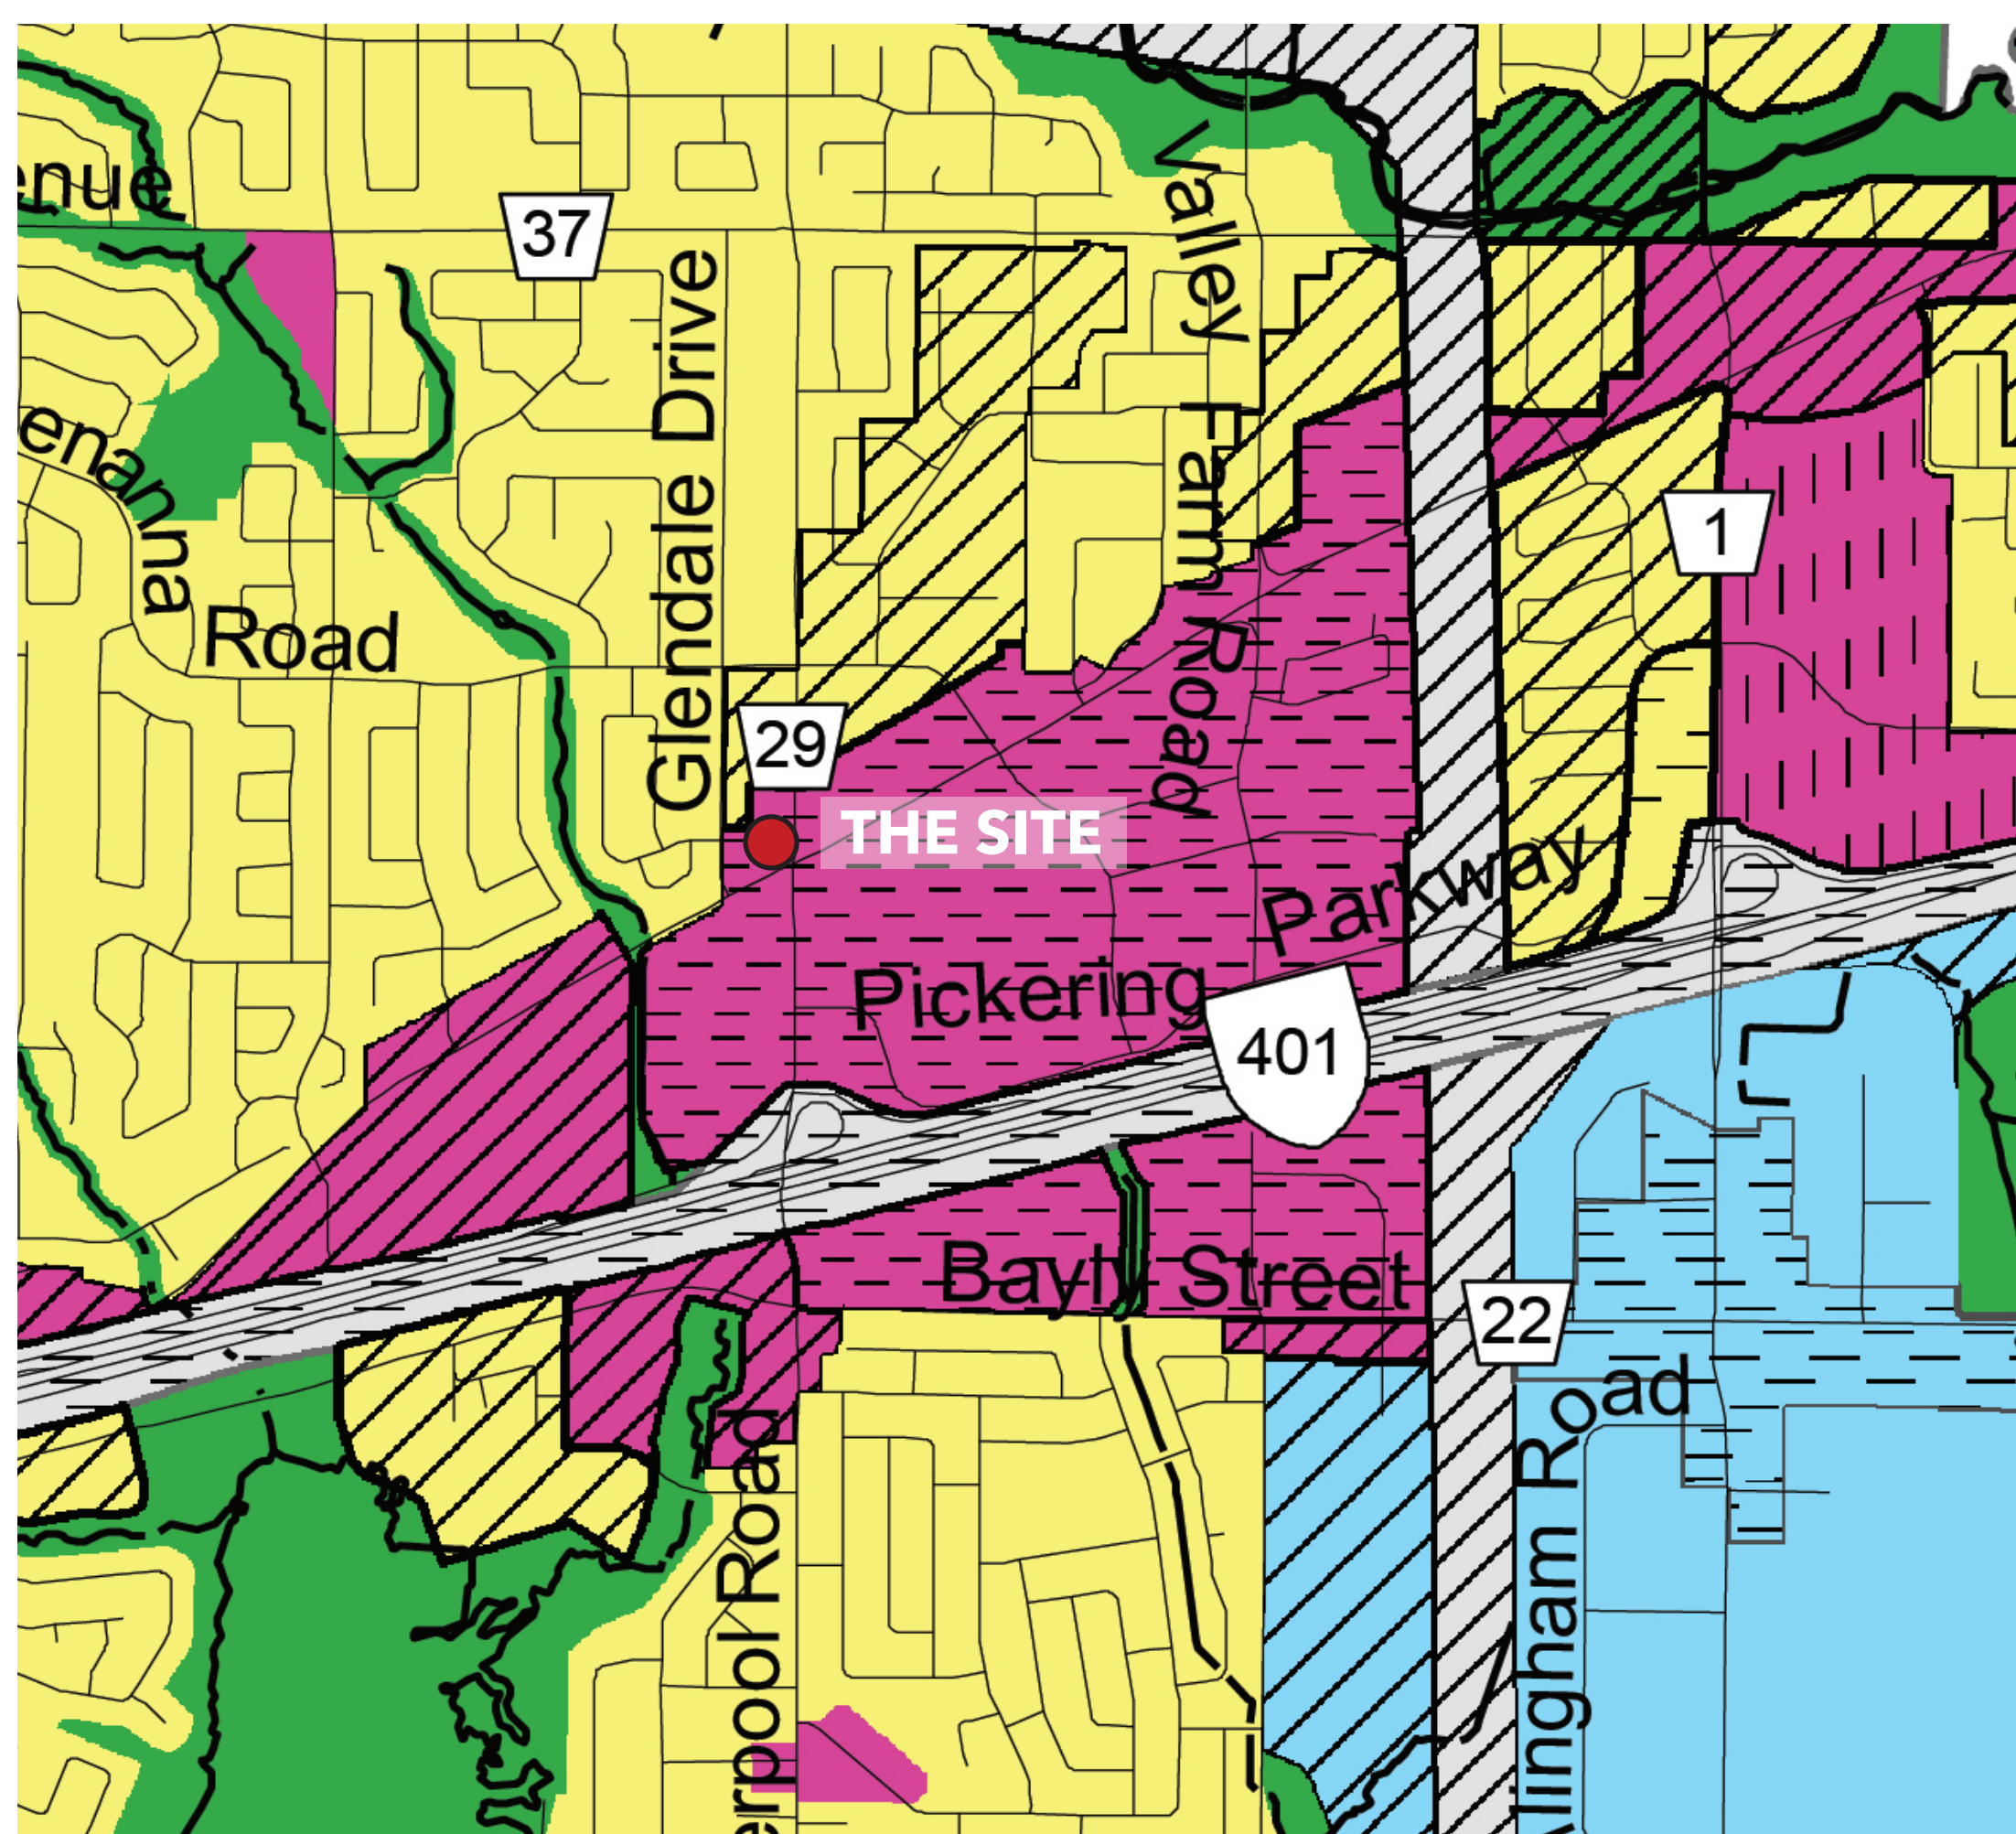 enue
37
Valley
Farm
Road
Glendale Drive
enanna
Road
1
29
THE SITE
Parkway
Pickering
401
Bayly Street
22
Road
erpool Road
lingham Road